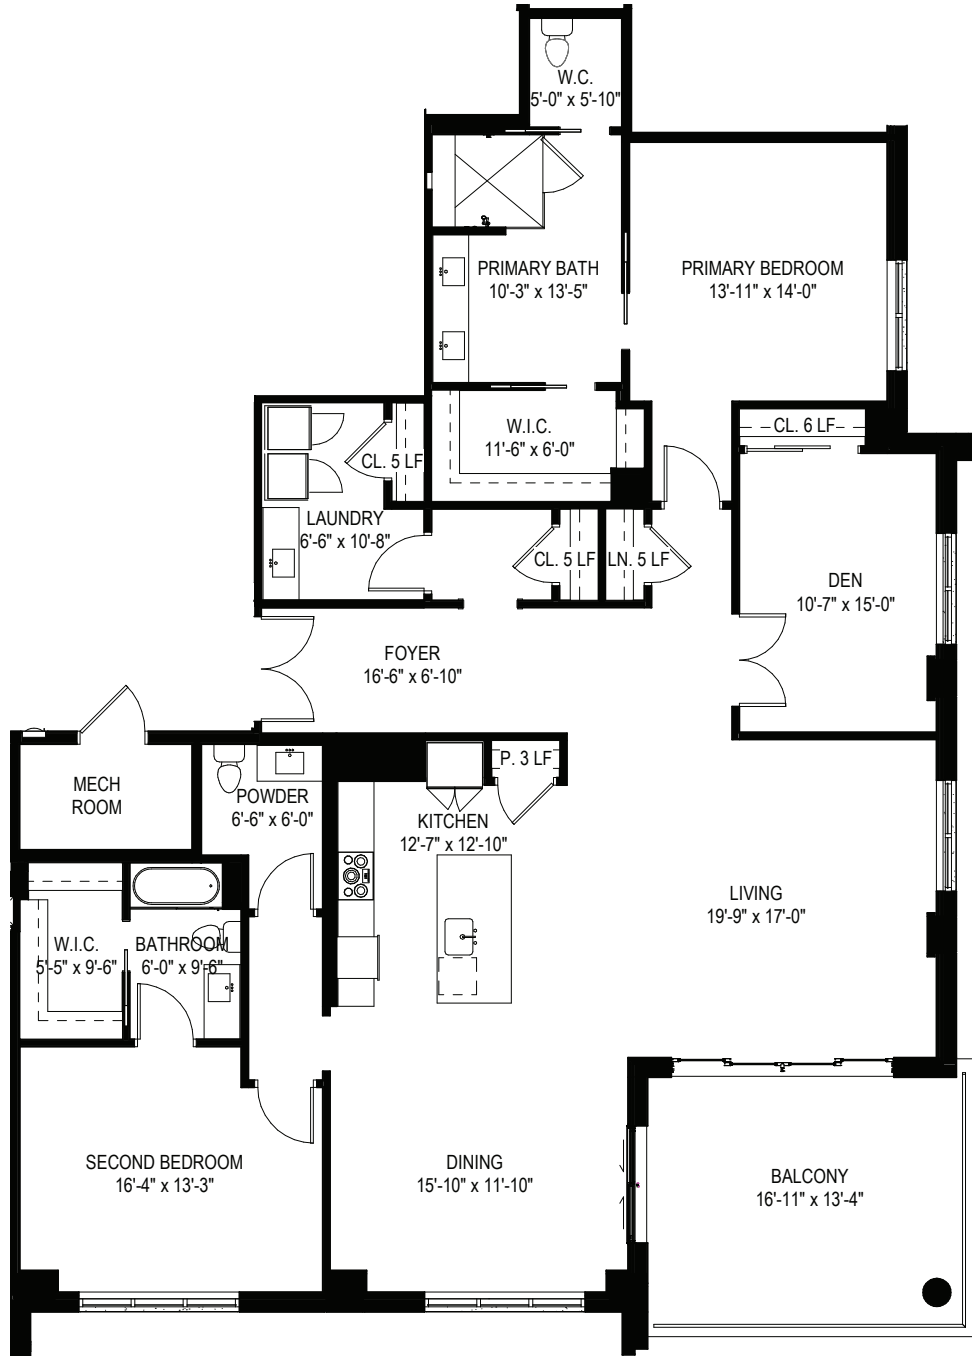 W.C.
5'-0" x 5'-10"
PRIMARY BATH
10'-3" x 13'-5"
PRIMARY BEDROOM
13'-11" x 14'-0"
W.I.C.
11'-6" x 6'-0"
CL. 6 LF
CL. 5 LF
LAUNDRY
6'-6" x 10'-8"
CL. 5 LF
LN. 5 LF
DEN
10'-7" x 15'-0"
FOYER
16'-6" x 6'-10"
MECH
ROOM
POWDER
6'-6" x 6'-0"
P. 3 LF
KITCHEN
12'-7" x 12'-10"
LIVING
19'-9" x 17'-0"
W.I.C.
5'-5" x 9'-6"
BATHROOM
6'-0" x 9'-6"
SECOND BEDROOM
16'-4" x 13'-3"
DINING
15'-10" x 11'-10"
BALCONY
16'-11" x 13'-4"